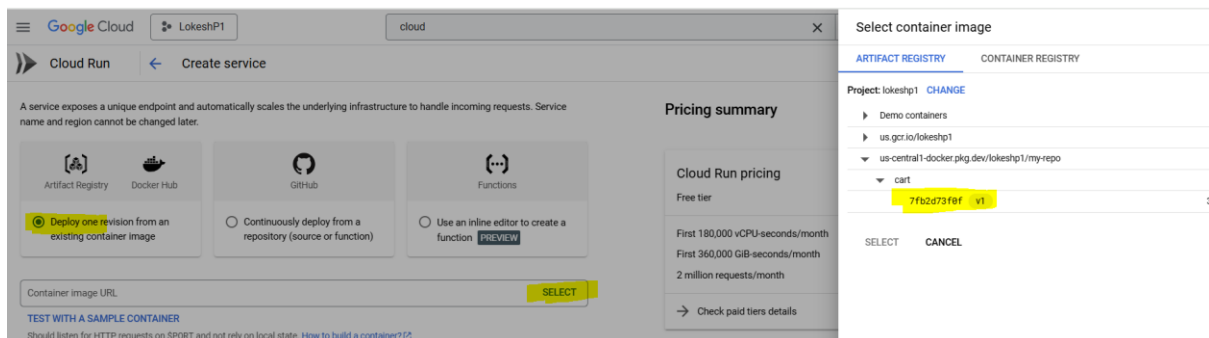 Google Cloud
LokeshP1
cloud
Cloud Run
Create service
A service exposes a unique endpoint and automatically scales the underlying infrastructure to handle incoming requests. Service
name and region cannot be changed later.
Artifact Registry
Docker Hub
GitHub
Functions
Deploy one revision from an
existing container image
Continuously deploy from a
repository (source or function)
Use an inline editor to create a
function PREVIEW
Container image URL
SELECT
TEST WITH A SAMPLE CONTAINER
Should listen for HTTP requests on $PORT and not rely on local state. How to build a container?
Pricing summary
Cloud Run pricing
Free tier
First 180,000 vCPU-seconds/month
First 360,000 GiB-seconds/month
2 million requests/month
Check paid tiers details
Select container image
ARTIFACT REGISTRY
CONTAINER REGISTRY
Project: lokeshp1 CHANGE
Demo containers
us.gcr.io/lokeshp1
us-central1-docker.pkg.dev/lokeshp1/my-repo
cart
7fb2d73f0f v1
SELECT
CANCEL